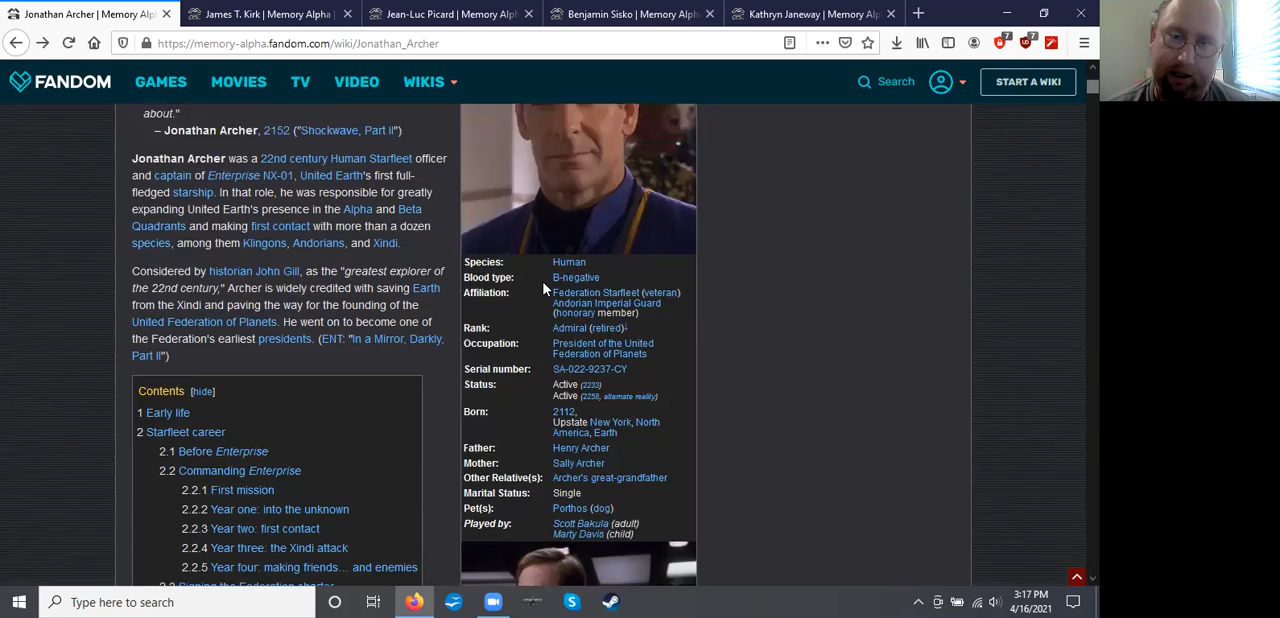 Jonathan Archer | Memory Alpha
James T. Kirk | Memory Alpha
Jean-Luc Picard | Memory Alpha
Benjamin Sisko | Memory Alpha
Kathryn Janeway | Memory Alpha
https://memory-alpha.fandom.com/wiki/Jonathan_Archer
7
7
FANDOM
GAMES
MOVIES
TV
VIDEO
WIKIS
Search
START A WIKI
about."
– Jonathan Archer, 2152 ("Shockwave, Part II")
Jonathan Archer was a 22nd century Human Starfleet officer
and captain of Enterprise NX-01, United Earth's first full-
fledged starship. In that role, he was responsible for greatly
expanding United Earth's presence in the Alpha and Beta
Quadrants and making first contact with more than a dozen
species, among them Klingons, Andorians, and Xindi.
Considered by historian John Gill, as the "greatest explorer of
the 22nd century," Archer is widely credited with saving Earth
from the Xindi and paving the way for the founding of the
United Federation of Planets. He went on to become one of
the Federation's earliest presidents. (ENT: "In a Mirror, Darkly,
Part II")
Contents [hide]
1 Early life
2 Starfleet career
2.1 Before Enterprise
2.2 Commanding Enterprise
2.2.1 First mission
2.2.2 Year one: into the unknown
2.2.3 Year two: first contact
2.2.4 Year three: the Xindi attack
2.2.5 Year four: making friends… and enemies
2.3 Signing the Federation charter
Species: Human
Blood type: B-negative
Affiliation: Federation Starfleet (veteran)
Andorian Imperial Guard
(honorary member)
Rank: Admiral (retired)
Occupation: President of the United
Federation of Planets
Serial number: SA-022-9237-CY
Status: Active (2233)
Active (2258, alternate reality)
Born: 2112,
Upstate New York, North
America, Earth
Father: Henry Archer
Mother: Sally Archer
Other Relative(s): Archer's great-grandfather
Marital Status: Single
Pet(s): Porthos (dog)
Played by: Scott Bakula (adult)
Marty Davis (child)
Type here to search
3:17 PM
4/16/2021